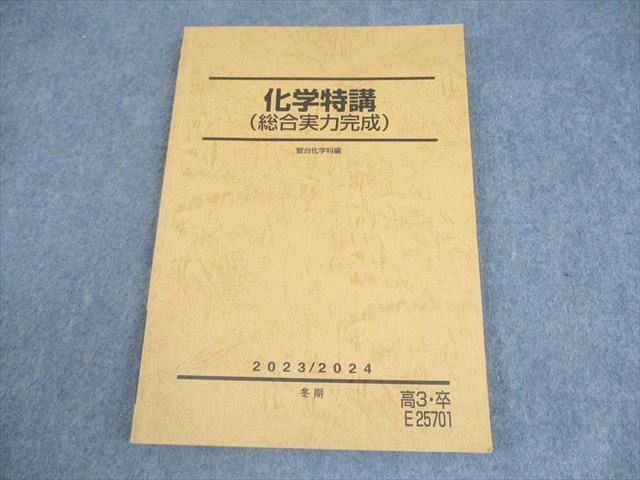 化学特講
(総合実力完成)
駿台化学科編
2023/2024
冬期
高3・卒
E25701